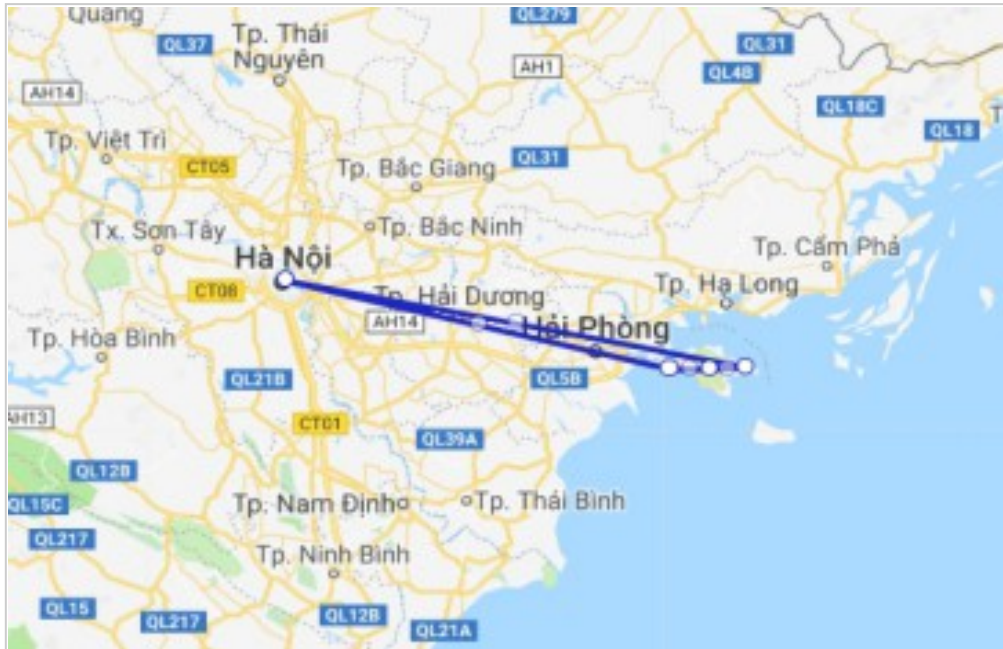 Quang
QL279
QL37
Tp. Thái
Nguyên
QL31
AH1
QL4B
AH14
QL18C
QL18
Tp. Việt Trì
CT05
QL31
Tp. Bắc Giang
Tx. Sơn Tây
Tp. Bắc Ninh
Tp. Cẩm Phả
Hà Nội
CT08
Tp. Hải Dương
Tp. Hạ Long
AH14
Hải Phòng
Tp. Hòa Bình
QL21B
QL5B
AH13
CT01
QL39A
QL12B
QL15C
Tp. Nam Định
Tp. Thái Bình
QL217
Tp. Ninh Bình
QL15
QL217
QL12B
QL21A